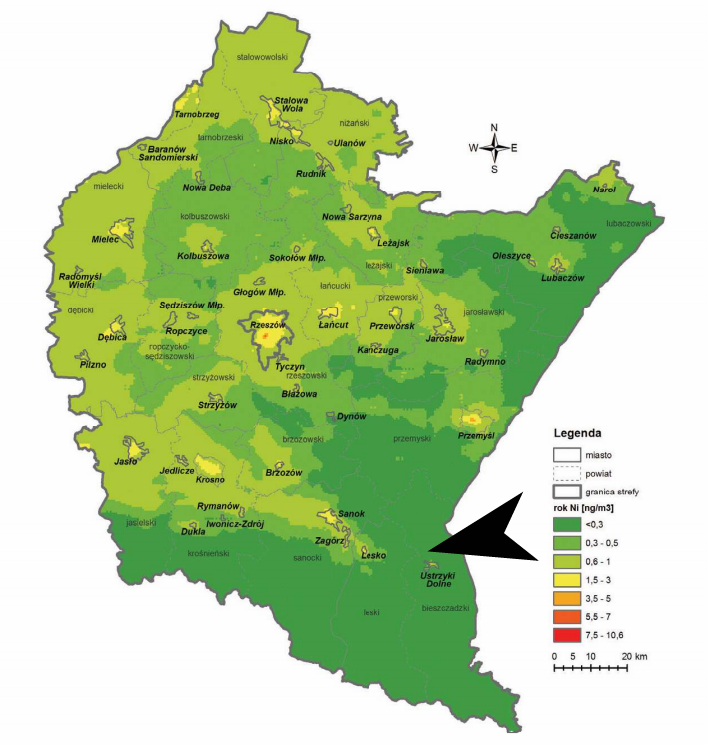 stalowowolski
Stalowa
Wola
Tarnobrzeg
niżański
N
W E
S
tarnobrzeski
Nisko
Ulanów
Baranów
Sandomierski
Rudnik
mielecki
Nowa Dęba
Narol
kolbuszowski
Nowa Sarzyna
lubaczowski
Cieszanów
Mielec
Leżajsk
Kolbuszowa
Sokołów Młp.
Oleszyce
leżajski
Sieniawa
Lubaczów
Radomyśl
Wielki
Głogów Młp.
łańcucki
przeworski
Sędziszów Młp.
dębicki
jarosławski
Rzeszów
Łańcut
Przeworsk
Ropczyce
Dębica
Jarosław
ropczycko-
sędziszowski
Kańczuga
Pilzno
Radymno
Tyczyn
rzeszowski
strzyżowski
Błażowa
Strzyżów
Dynów
Przemyśl
brzozowski
przemyski
Jasło
Jedlicze
Krosno
Brzozów
Rymanów
Sanok
jasielski
Iwonicz-Zdrój
Dukla
Zagórz
Lesko
krośnieński
sanocki
Ustrzyki
Dolne
leski
bieszczadzki
Legenda
miasto
powiat
granica strefy
rok Ni [ng/m3]
<0,3
0,3 - 0,5
0,6 - 1
1,5 - 3
3,5 - 5
5,5 - 7
7,5 - 10,6
0 5 10 20 km